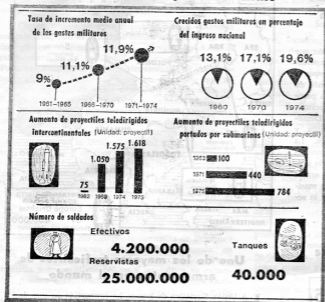 Tasa de incremento medio anual
de los gastos militares
9%
11,1%
11,9%
1961-1965
1966-1970
1971-1974
Crecidos gastos militares en porcentaje
del ingreso nacional
13,1%
17,1%
19,6%
1960
1970
1974
Aumento de proyectiles teledirigidos
intercontinentales (Unidad: proyectil)
75
1.050
1.575
1.618
1969
1974
1975
Aumento de proyectiles teledirigidos
portados por submarinos (Unidad: proyectil)
100
1971
440
784
Número de soldados
Efectivos
4.200.000
Reservistas
25.000.000
Tanques
40.000